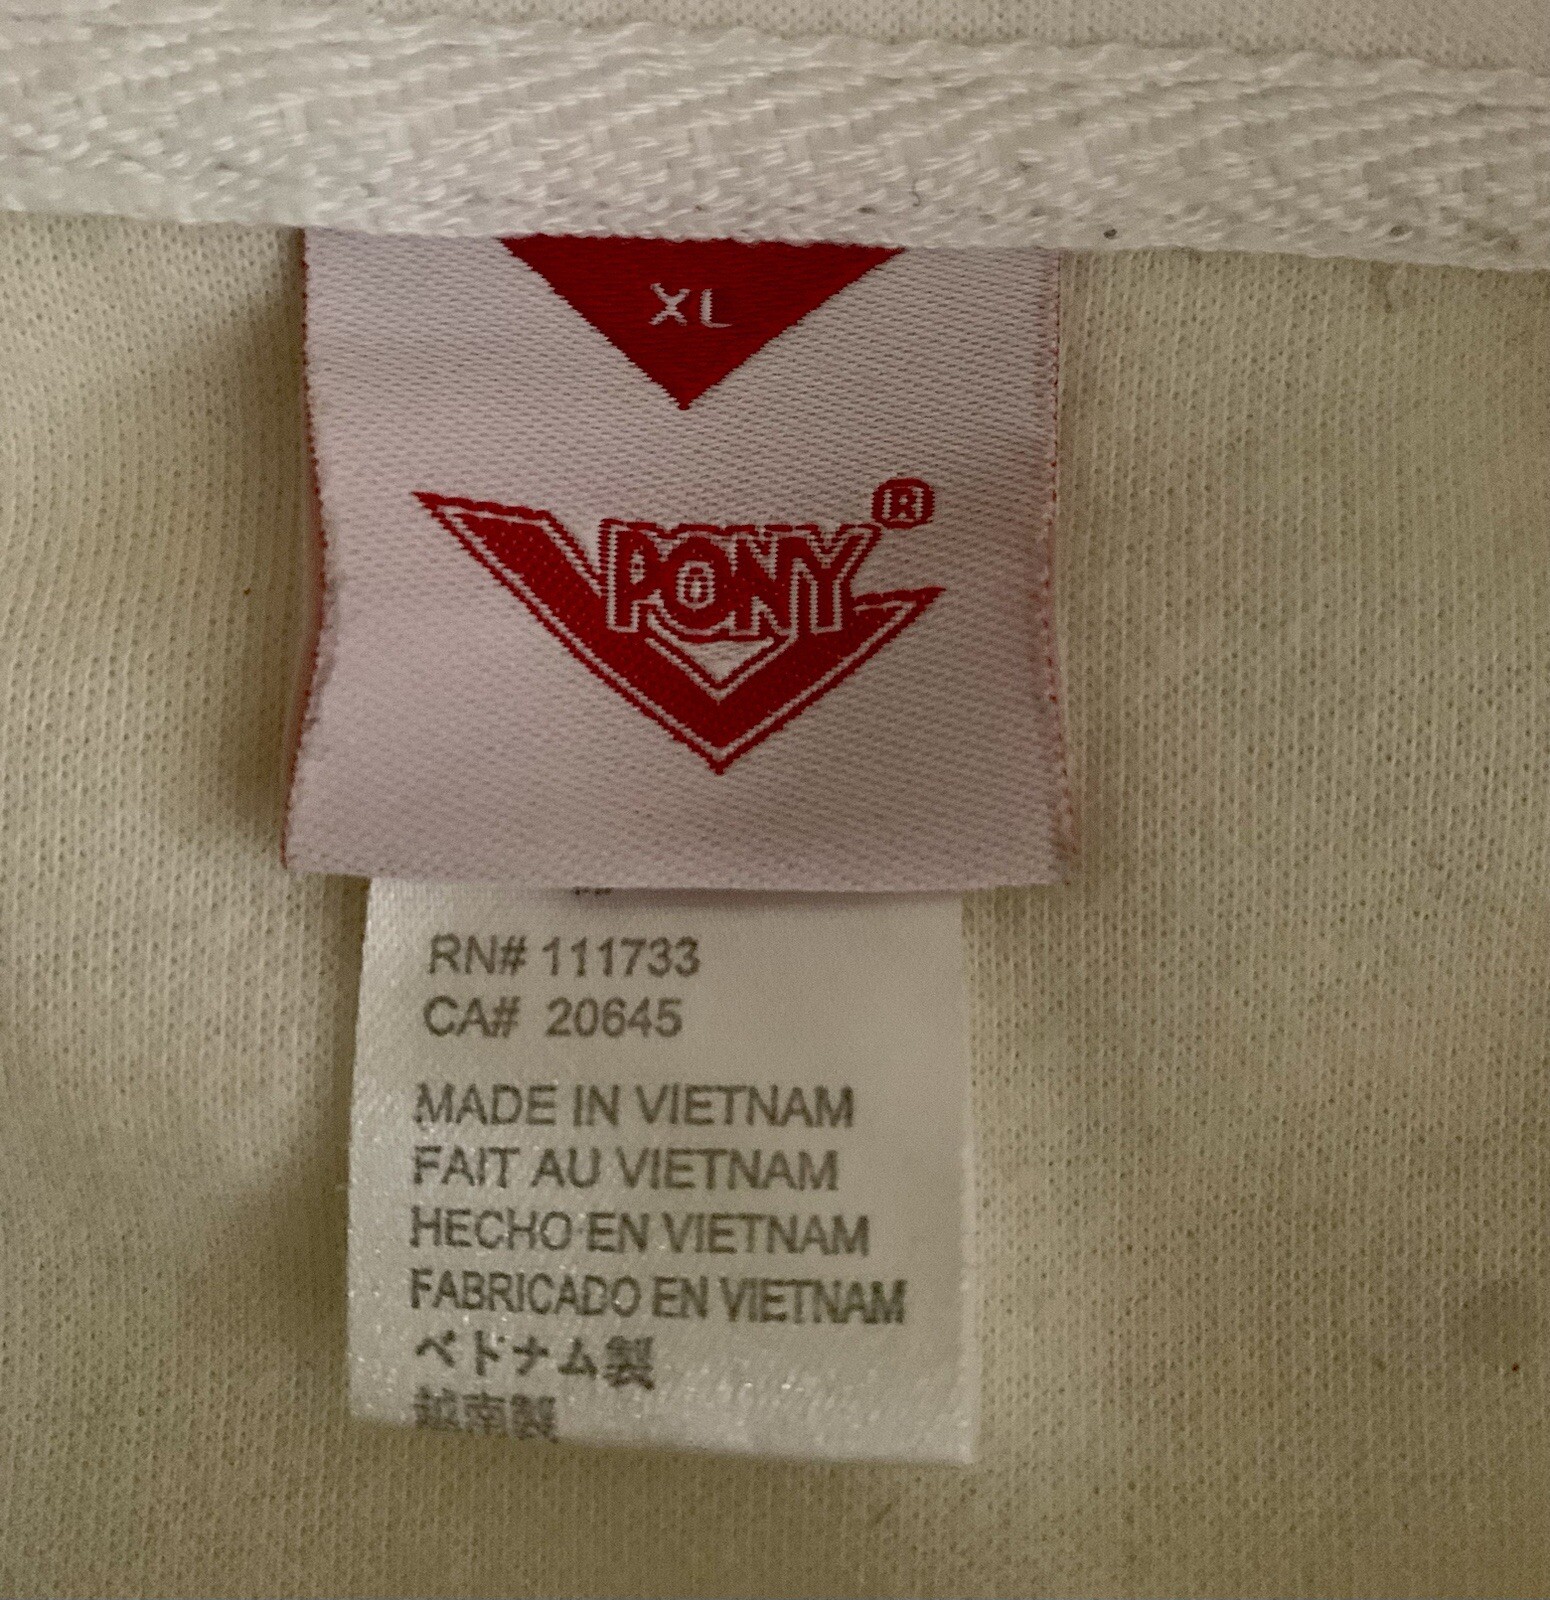 XL
PONY®
RN# 111733
CA# 20645
MADE IN VIETNAM
FAIT AU VIETNAM
HECHO EN VIETNAM
FABRICADO EN VIETNAM
ベトナム製
越南製